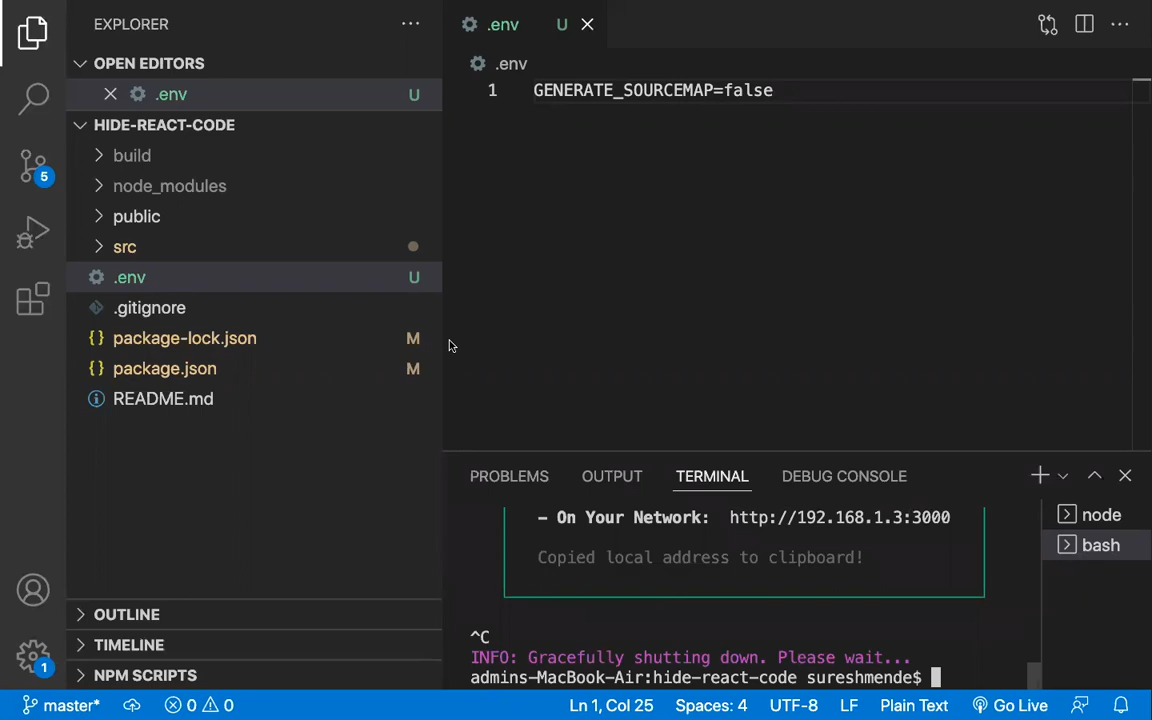 EXPLORER
OPEN EDITORS
.env U
HIDE-REACT-CODE
build
node_modules
public
src
.env U
.gitignore
{} package-lock.json M
{} package.json M
README.md
OUTLINE
TIMELINE
NPM SCRIPTS
5
1
.env U
.env
1 GENERATE_SOURCEMAP=false
PROBLEMS OUTPUT TERMINAL DEBUG CONSOLE
– On Your Network: http://192.168.1.3:3000
Copied local address to clipboard!
^C
INFO: Gracefully shutting down. Please wait...
admins-MacBook-Air:hide-react-code sureshmende$
node
bash
master* 0 0 Ln 1, Col 25 Spaces: 4 UTF-8 LF Plain Text Go Live